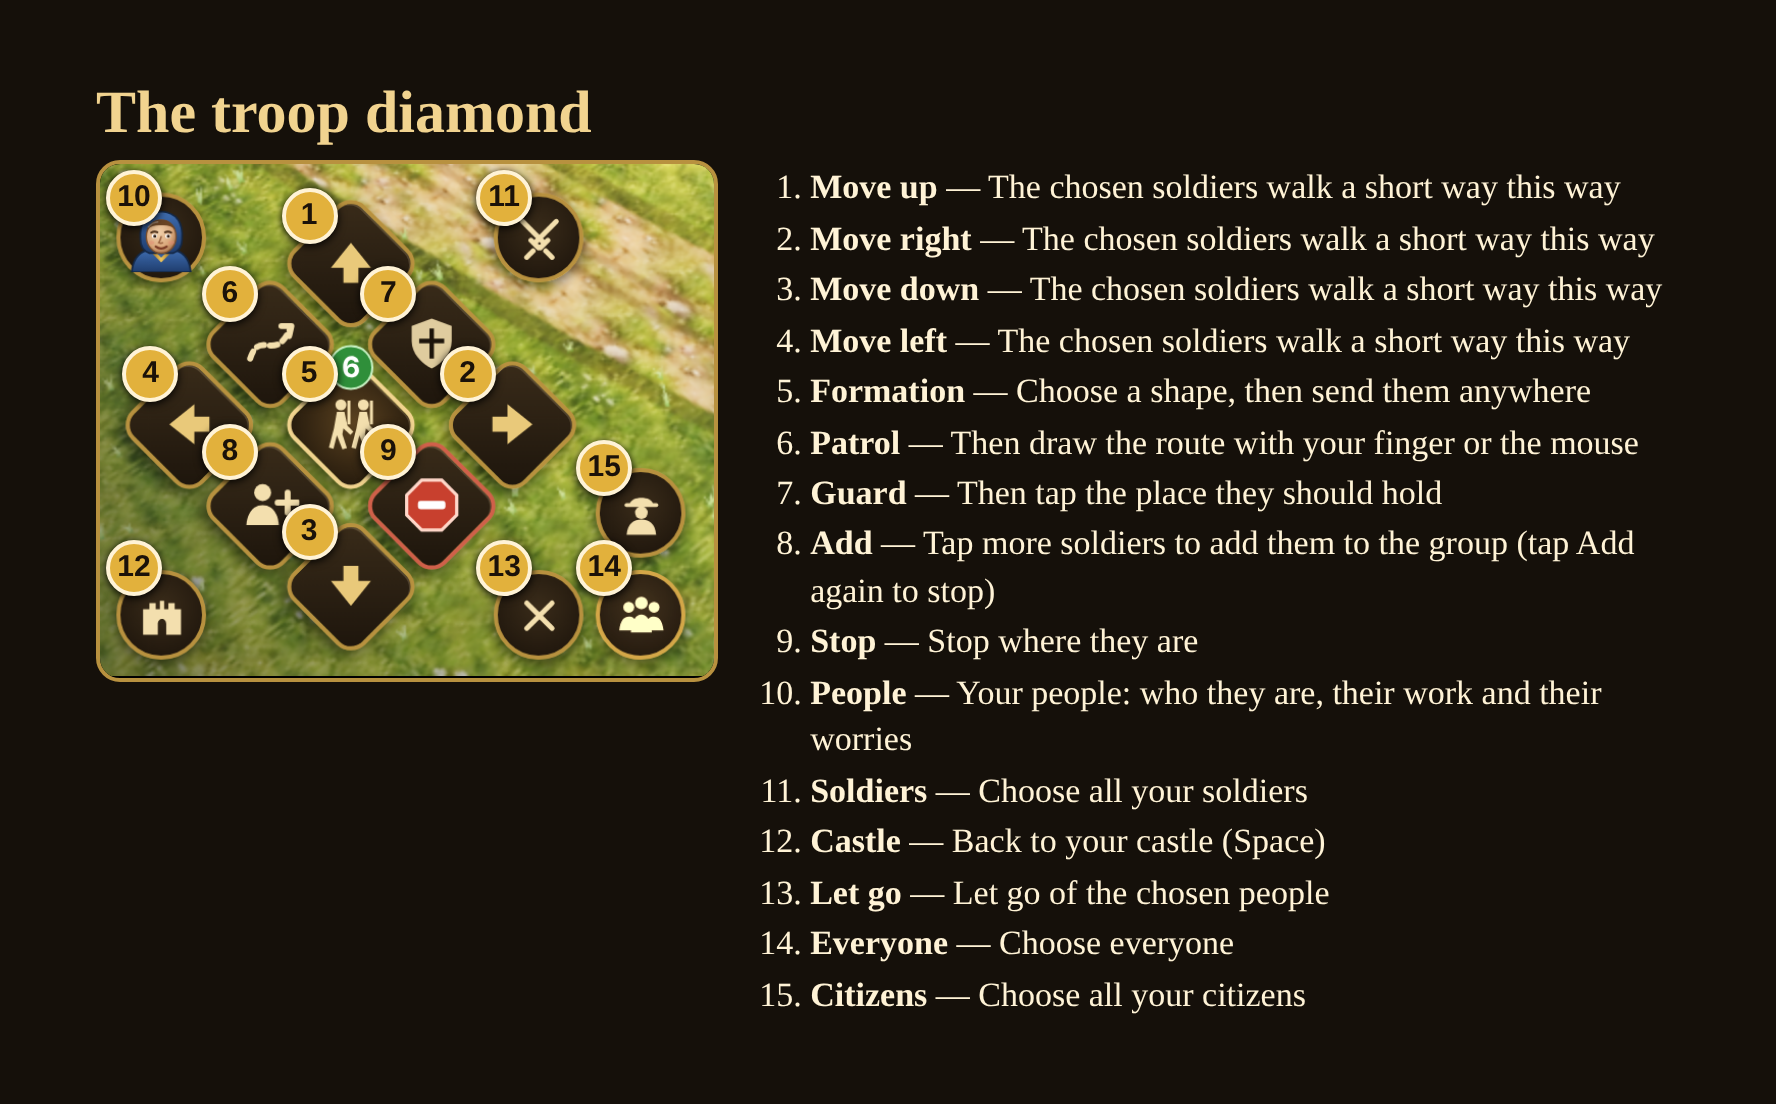 The troop diamond
10
1
11
6
7
4
5
6
2
8
9
15
3
12
13
14
1. Move up — The chosen soldiers walk a short way this way
2. Move right — The chosen soldiers walk a short way this way
3. Move down — The chosen soldiers walk a short way this way
4. Move left — The chosen soldiers walk a short way this way
5. Formation — Choose a shape, then send them anywhere
6. Patrol — Then draw the route with your finger or the mouse
7. Guard — Then tap the place they should hold
8. Add — Tap more soldiers to add them to the group (tap Add
again to stop)
9. Stop — Stop where they are
10. People — Your people: who they are, their work and their
worries
11. Soldiers — Choose all your soldiers
12. Castle — Back to your castle (Space)
13. Let go — Let go of the chosen people
14. Everyone — Choose everyone
15. Citizens — Choose all your citizens